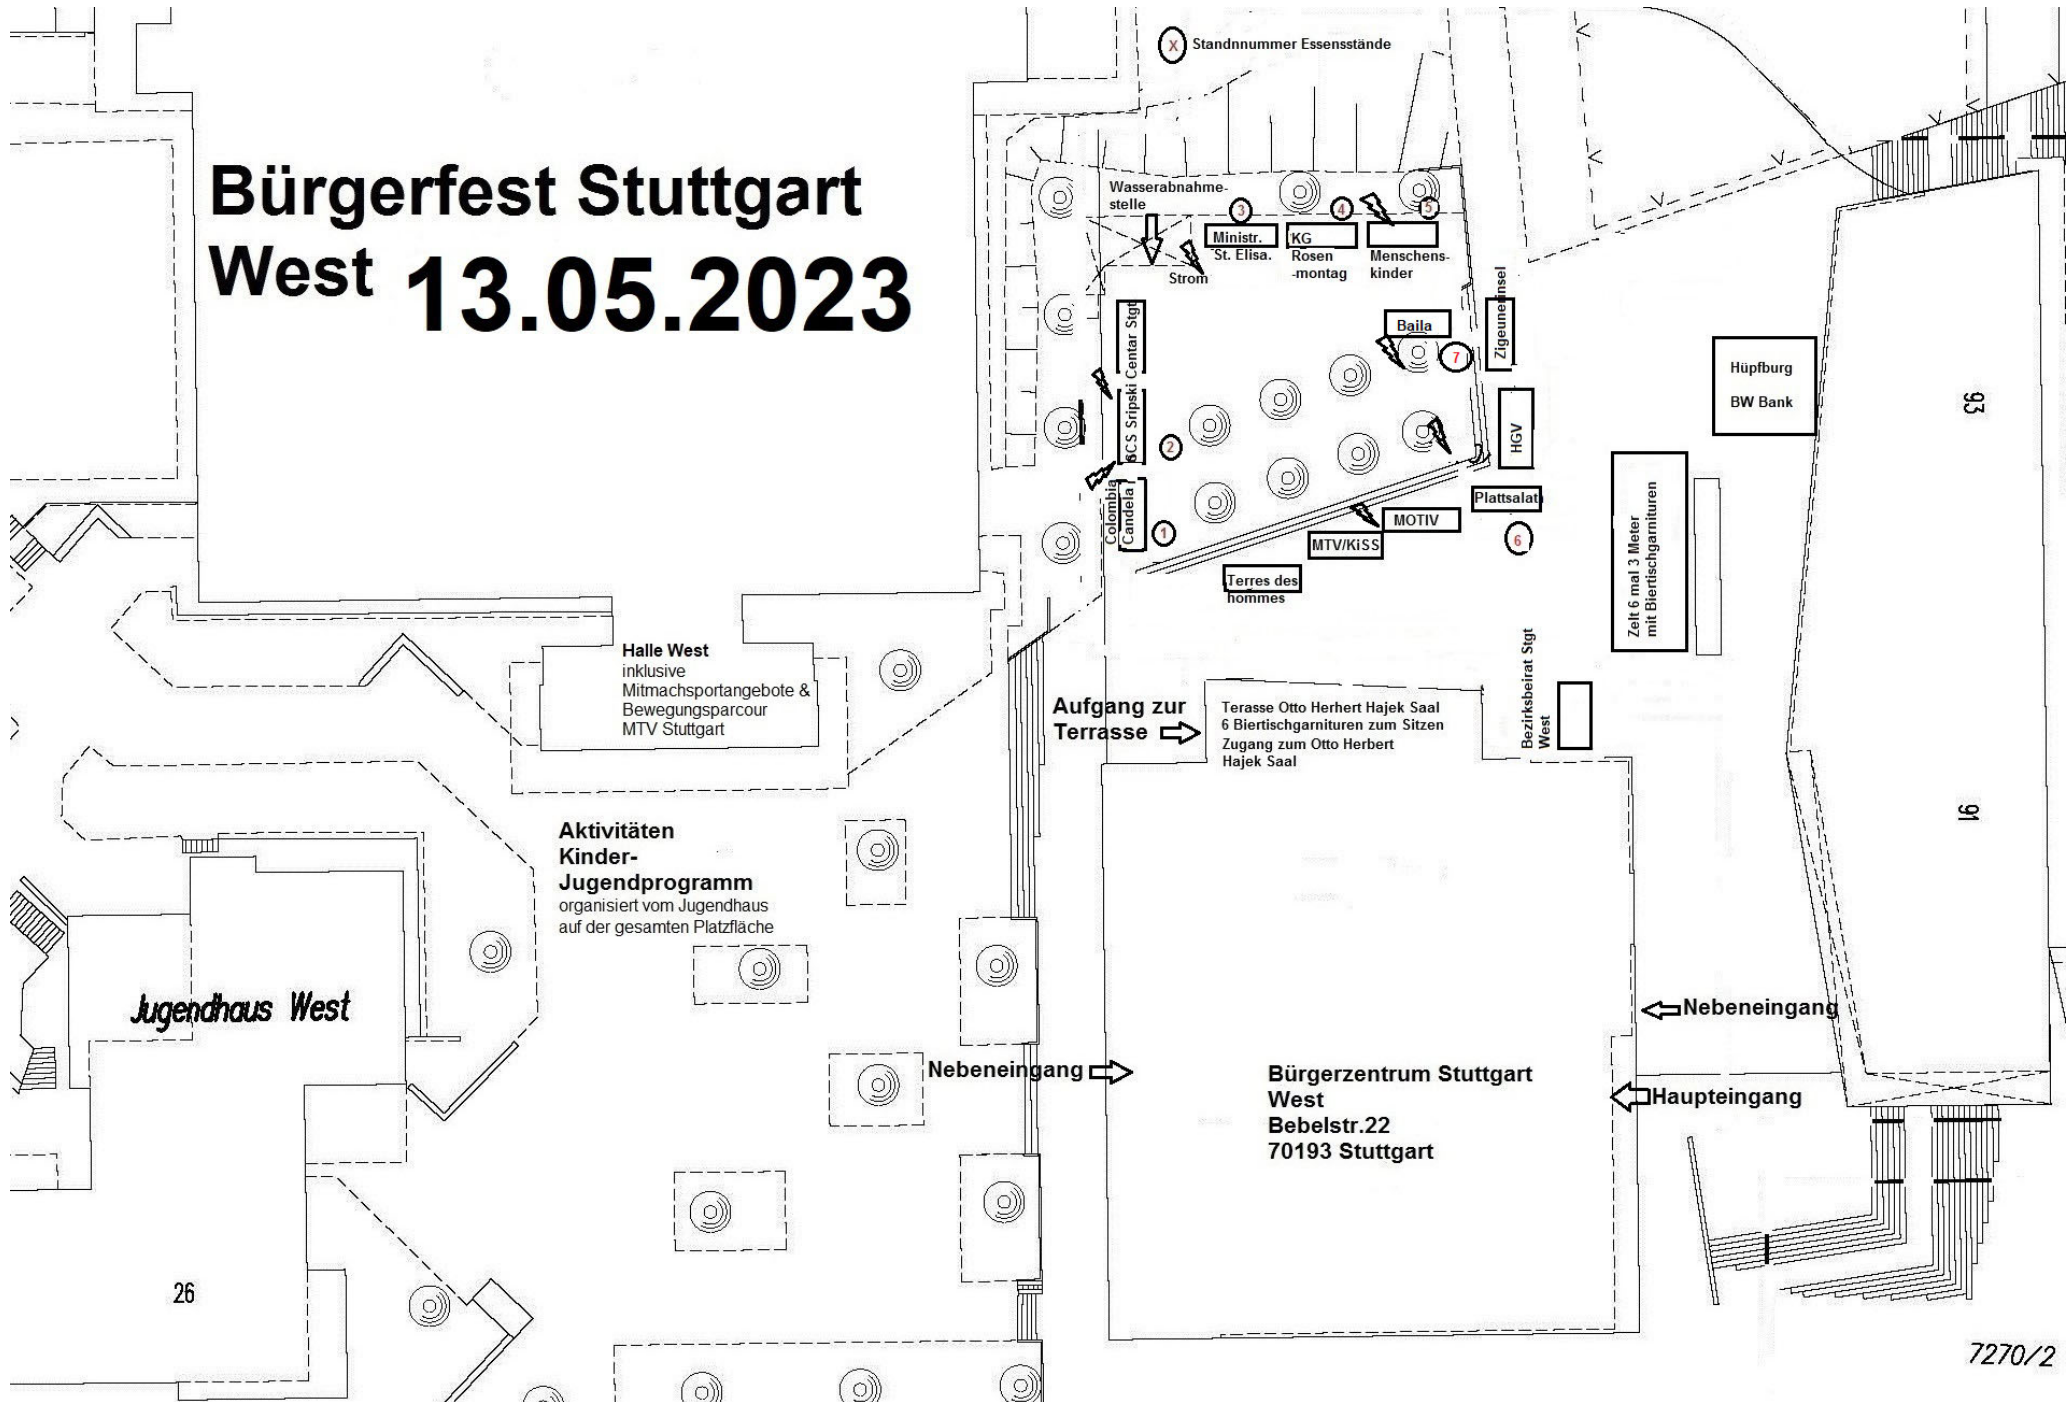 X Standnnummer Essensstände
Bürgerfest Stuttgart
West 13.05.2023
Wasserabnahme-
stelle
3
4
5
Ministr.
St. Elisa.
KG
Rosen
-montag
Menschens-
kinder
Strom
SCS Sripski Centar Stgt
2
Colombia
Candela
1
Baila
7
Zigeunerinsel
HGV
Plattsalat
6
MOTIV
MTV/KiSS
Terres des
hommes
Hüpfburg
BW Bank
93
Zelt 6 mal 3 Meter
mit Biertischgarnituren
Bezirksbeirat Stgt
West
Halle West
inklusive
Mitmachsportangebote &
Bewegungsparcour
MTV Stuttgart
Aufgang zur
Terrasse
Terasse Otto Herhert Hajek Saal
6 Biertischgarnituren zum Sitzen
Zugang zum Otto Herbert
Hajek Saal
91
Aktivitäten
Kinder-
Jugendprogramm
organisiert vom Jugendhaus
auf der gesamten Platzfläche
Jugendhaus West
Nebeneingang
Nebeneingang
Haupteingang
Bürgerzentrum Stuttgart
West
Bebelstr.22
70193 Stuttgart
26
7270/2